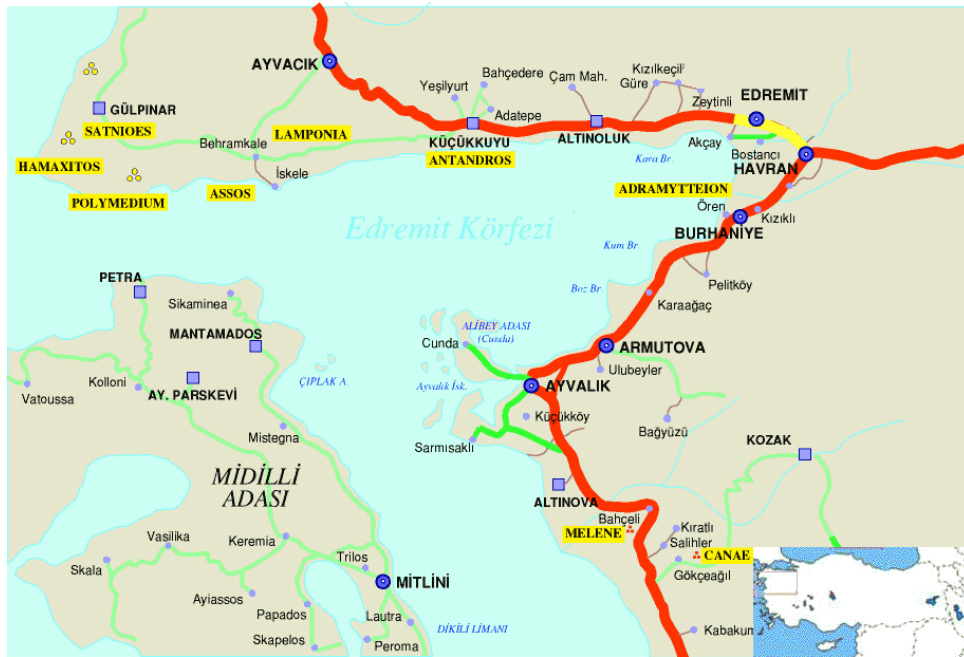 AYVACIK
Kızılkeçil
Bahçedere
Çam Mah.
Güre
Yeşilyurt
Zeytinli
EDREMIT
GÜLPINAR
Adatepe
SATNIOES
LAMPONIA
KÜÇÜKKUYU
ALTINOLUK
Akçay
Behramkale
Bostancı
ANTANDROS
Kara Br.
HAVRAN
HAMAXITOS
İskele
POLYMEDIUM
ASSOS
ADRAMYTTEION
Ören
Kızıklı
Edremit Körfezi
BURHANİYE
Kum Br.
PETRA
Pelitköy
Boz Br.
Sikaminea
Karaağaç
ALİBEY ADASI
(Cunda)
MANTAMADOS
Cunda
ARMUTOVA
Ulubeyler
ÇIPLAK A.
Kolloni
Ayvalık İsk.
AYVALIK
Vatoussa
AY. PARSKEVİ
Küçükköy
Bağyüzü
Mistegna
Sarmısaklı
KOZAK
MİDİLLİ
ADASI
ALTINOVA
Bahçeli
MELENE
Kıratlı
Vasilika
Keremia
Salihler
CANAE
Skala
Trilos
Gökçeağıl
MİTLİNİ
Ayiassos
Papados
Lautra
DİKİLİ LİMANI
Kabakum
Skapelos
Peroma